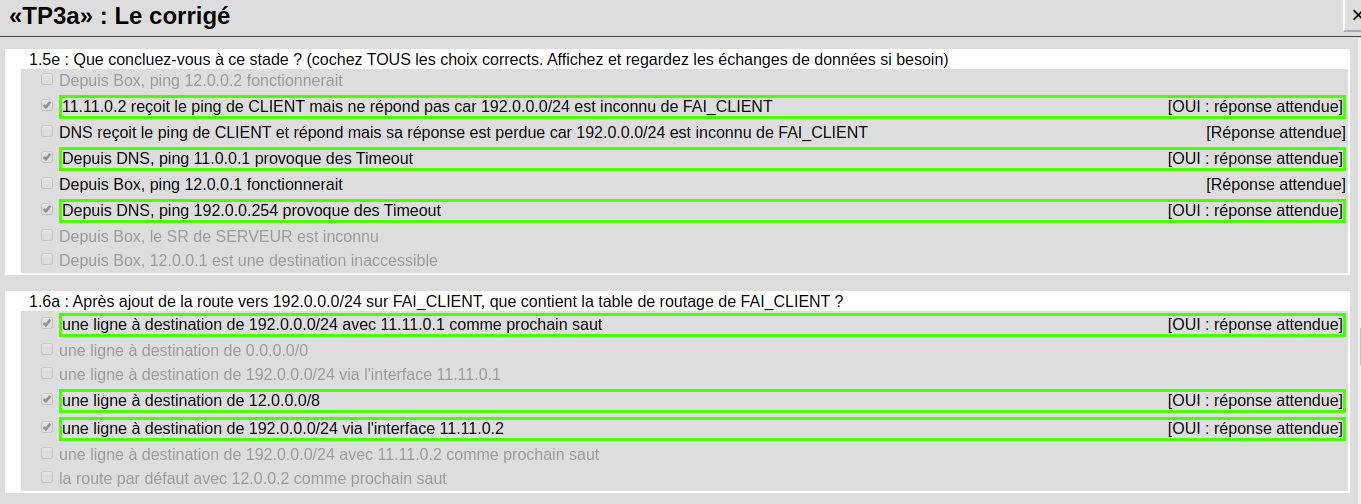 «TP3a» : Le corrigé
1.5e : Que concluez-vous à ce stade ? (cochez TOUS les choix corrects. Affichez et regardez les échanges de données si besoin)
Depuis Box, ping 12.0.0.2 fonctionnerait
11.11.0.2 reçoit le ping de CLIENT mais ne répond pas car 192.0.0.0/24 est inconnu de FAI_CLIENT [OUI : réponse attendue]
DNS reçoit le ping de CLIENT et répond mais sa réponse est perdue car 192.0.0.0/24 est inconnu de FAI_CLIENT [Réponse attendue]
Depuis DNS, ping 11.0.0.1 provoque des Timeout [OUI : réponse attendue]
Depuis Box, ping 12.0.0.1 fonctionnerait [Réponse attendue]
Depuis DNS, ping 192.0.0.254 provoque des Timeout [OUI : réponse attendue]
Depuis Box, le SR de SERVEUR est inconnu
Depuis Box, 12.0.0.1 est une destination inaccessible
1.6a : Après ajout de la route vers 192.0.0.0/24 sur FAI_CLIENT, que contient la table de routage de FAI_CLIENT ?
une ligne à destination de 192.0.0.0/24 avec 11.11.0.1 comme prochain saut [OUI : réponse attendue]
une ligne à destination de 0.0.0.0/0
une ligne à destination de 192.0.0.0/24 via l'interface 11.11.0.1
une ligne à destination de 12.0.0.0/8 [OUI : réponse attendue]
une ligne à destination de 192.0.0.0/24 via l'interface 11.11.0.2 [OUI : réponse attendue]
une ligne à destination de 192.0.0.0/24 avec 11.11.0.2 comme prochain saut
la route par défaut avec 12.0.0.2 comme prochain saut